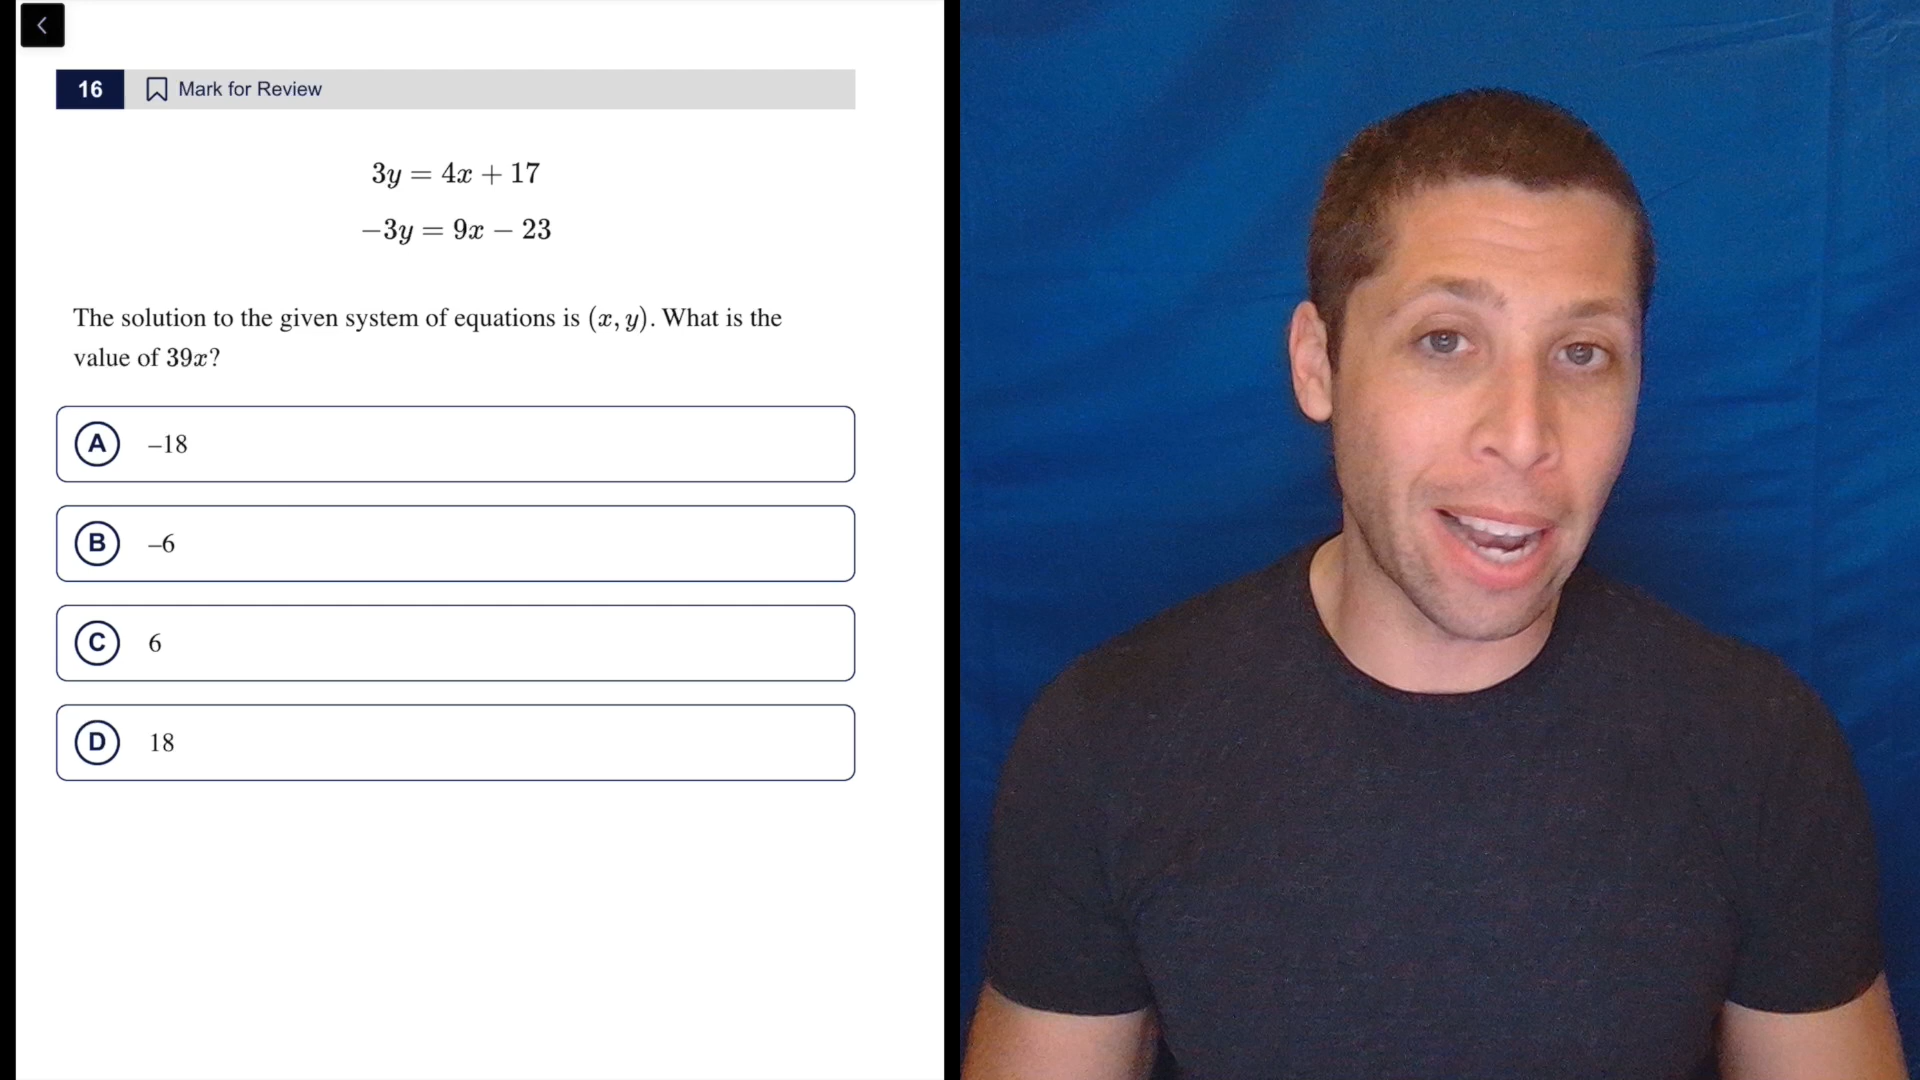 16 Mark for Review
3y = 4x + 17
−3y = 9x − 23
The solution to the given system of equations is (x, y). What is the
value of 39x?
A –18
B –6
C 6
D 18